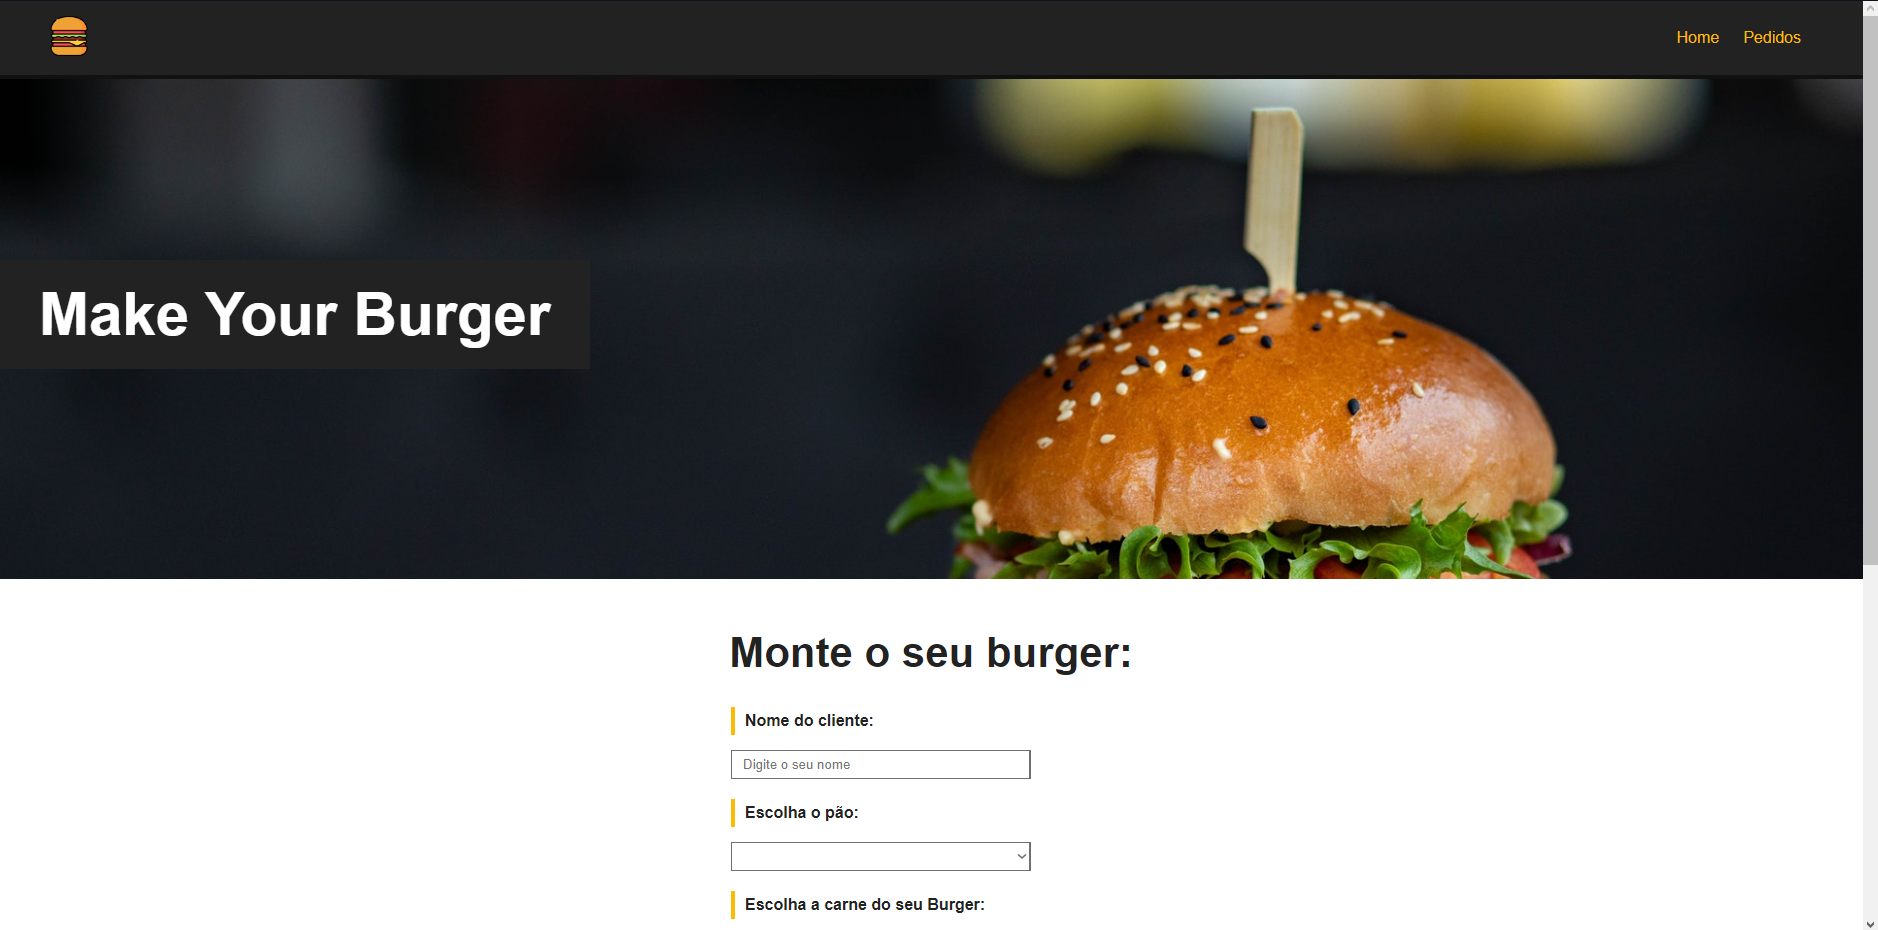 Home Pedidos
Make Your Burger
Monte o seu burger:
Nome do cliente:
Digite o seu nome
Escolha o pão:
Escolha a carne do seu Burger: